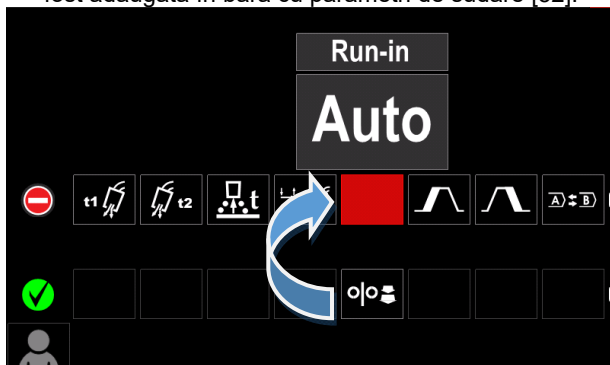 fost adăugată în bara cu parametri de sudare [32].
Run-in
Auto
t1 t2 t A B